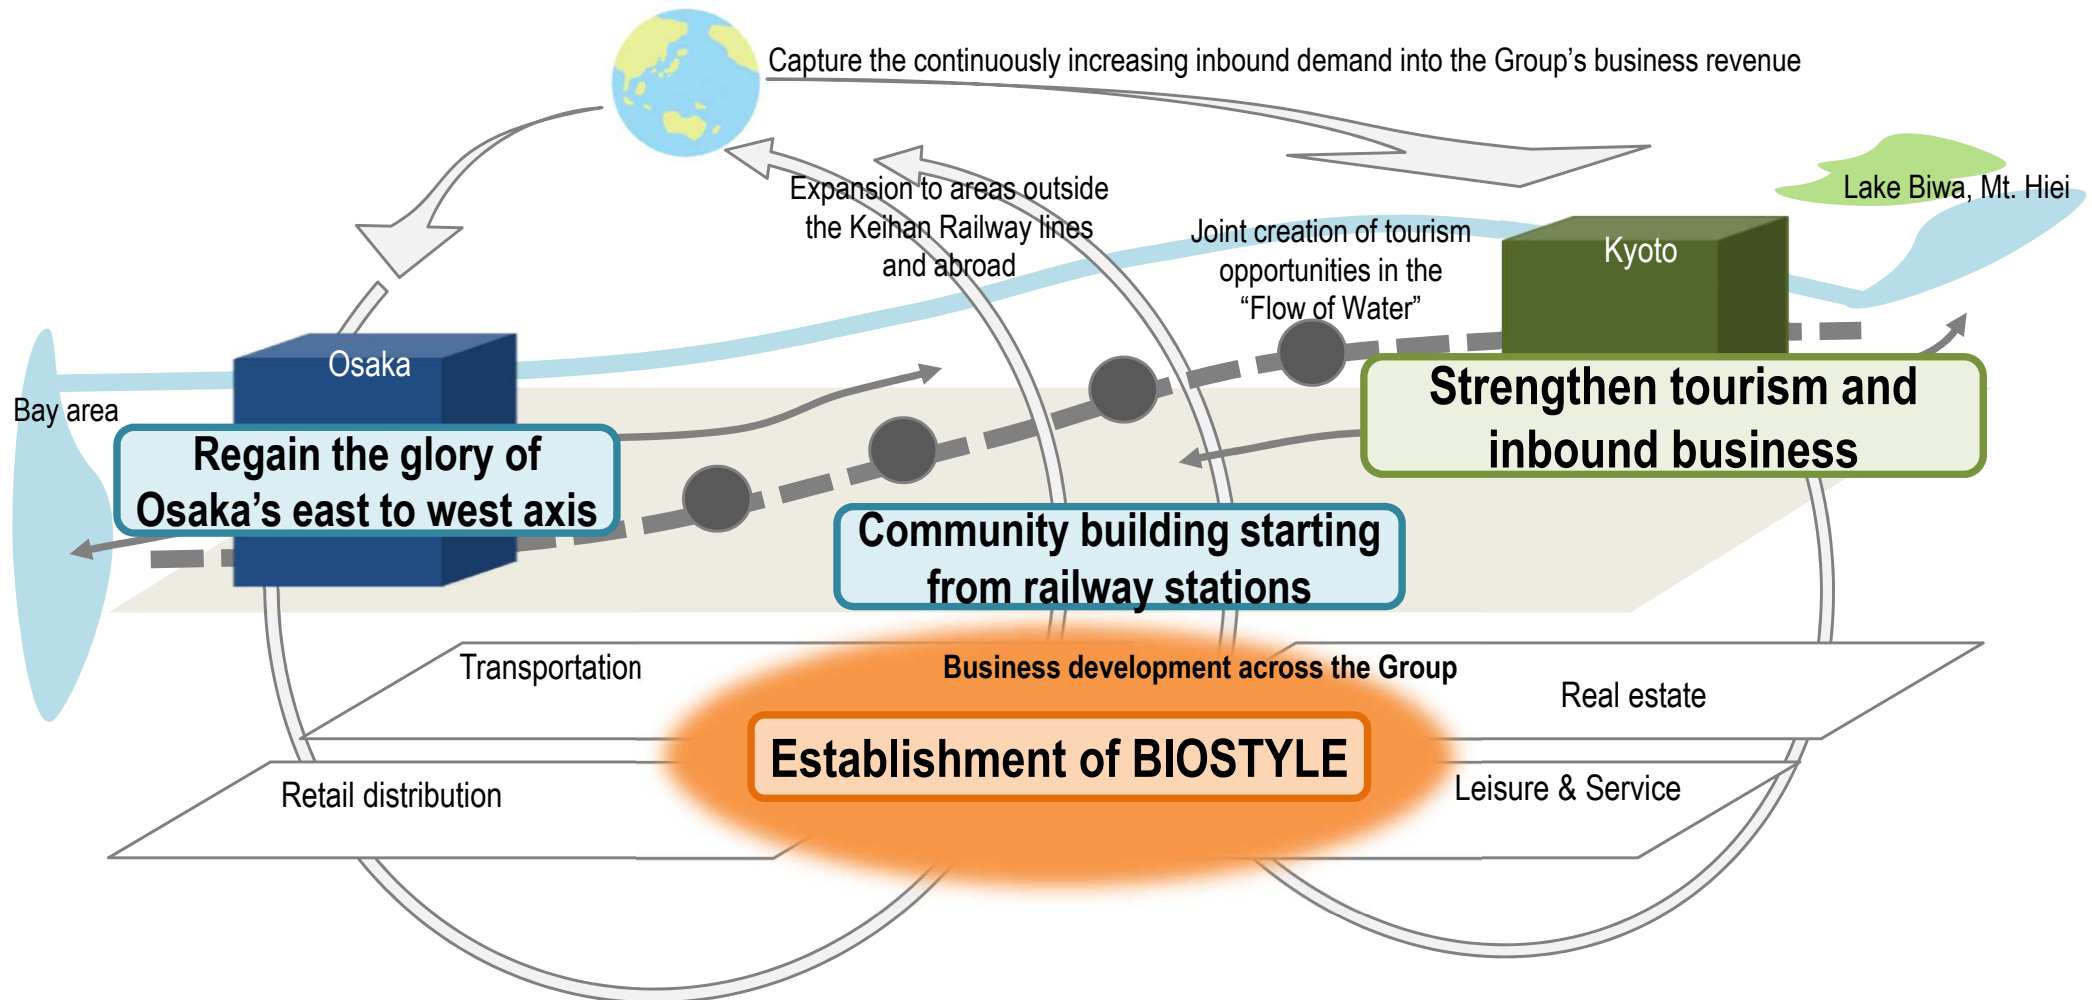 Capture the continuously increasing inbound demand into the Group’s business revenue
Expansion to areas outside
the Keihan Railway lines
and abroad
Joint creation of tourism
opportunities in the
“Flow of Water”
Lake Biwa, Mt. Hiei
Kyoto
Osaka
Bay area
Strengthen tourism and
inbound business
Regain the glory of
Osaka’s east to west axis
Community building starting
from railway stations
Transportation
Business development across the Group
Real estate
Establishment of BIOSTYLE
Retail distribution
Leisure & Service